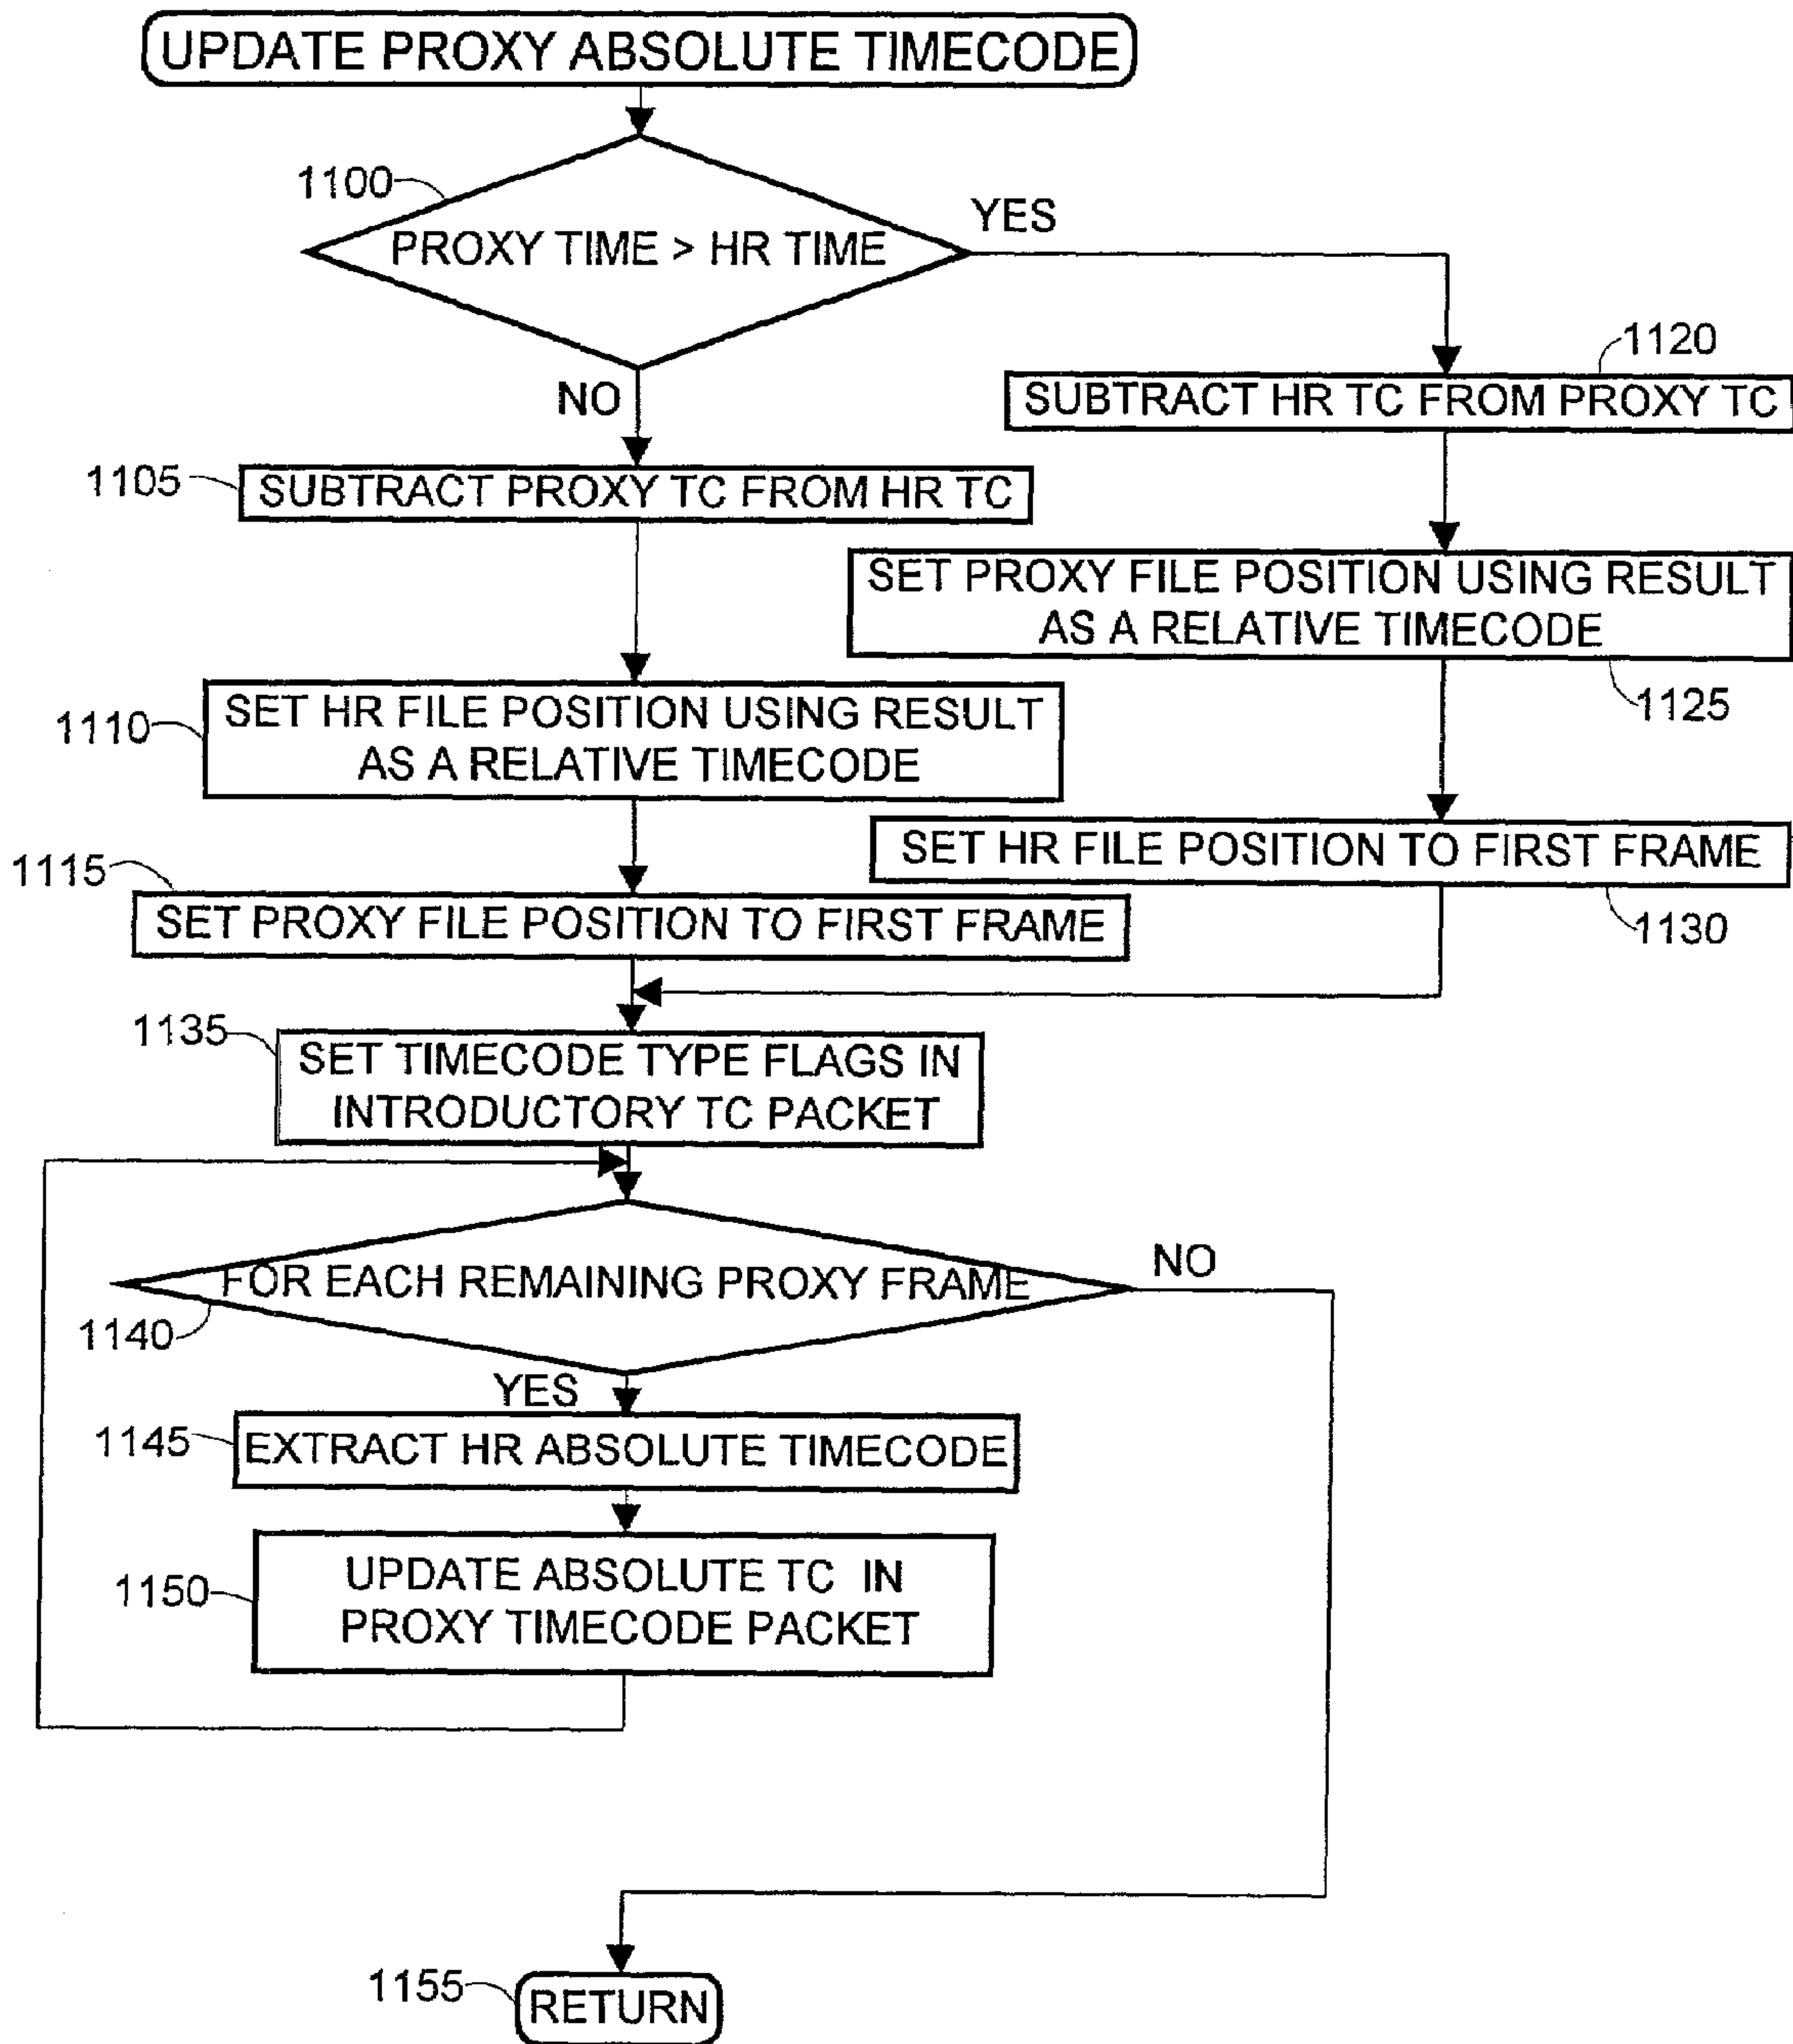 UPDATE PROXY ABSOLUTE TIMECODE
1100
PROXY TIME > HR TIME
YES
NO
1120
SUBTRACT HR TC FROM PROXY TC
1105
SUBTRACT PROXY TC FROM HR TC
SET PROXY FILE POSITION USING RESULT
AS A RELATIVE TIMECODE
1125
1110
SET HR FILE POSITION USING RESULT
AS A RELATIVE TIMECODE
SET HR FILE POSITION TO FIRST FRAME
1130
1115
SET PROXY FILE POSITION TO FIRST FRAME
1135
SET TIMECODE TYPE FLAGS IN
INTRODUCTORY TC PACKET
FOR EACH REMAINING PROXY FRAME
NO
1140
YES
1145
EXTRACT HR ABSOLUTE TIMECODE
1150
UPDATE ABSOLUTE TC IN
PROXY TIMECODE PACKET
1155
RETURN